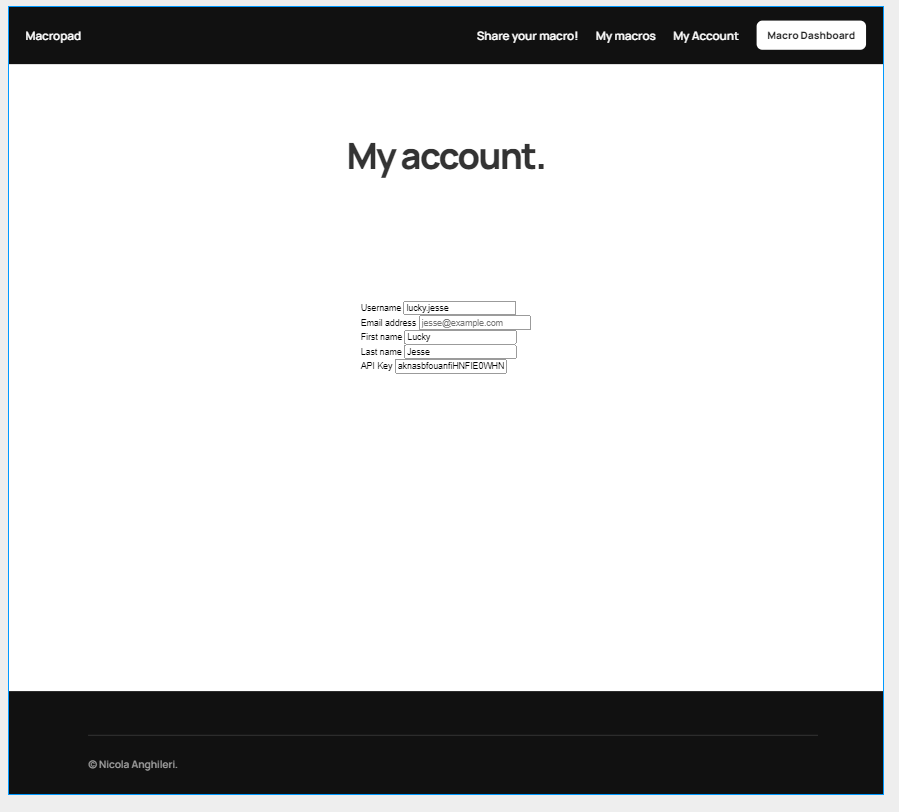 Macropad Share your macro! My macros My Account Macro Dashboard
My account.
Username lucky.jesse
Email address jesse@example.com
First name Lucky
Last name Jesse
API Key aknasbfouanfiHNFIE0WHN
© Nicola Anghileri.